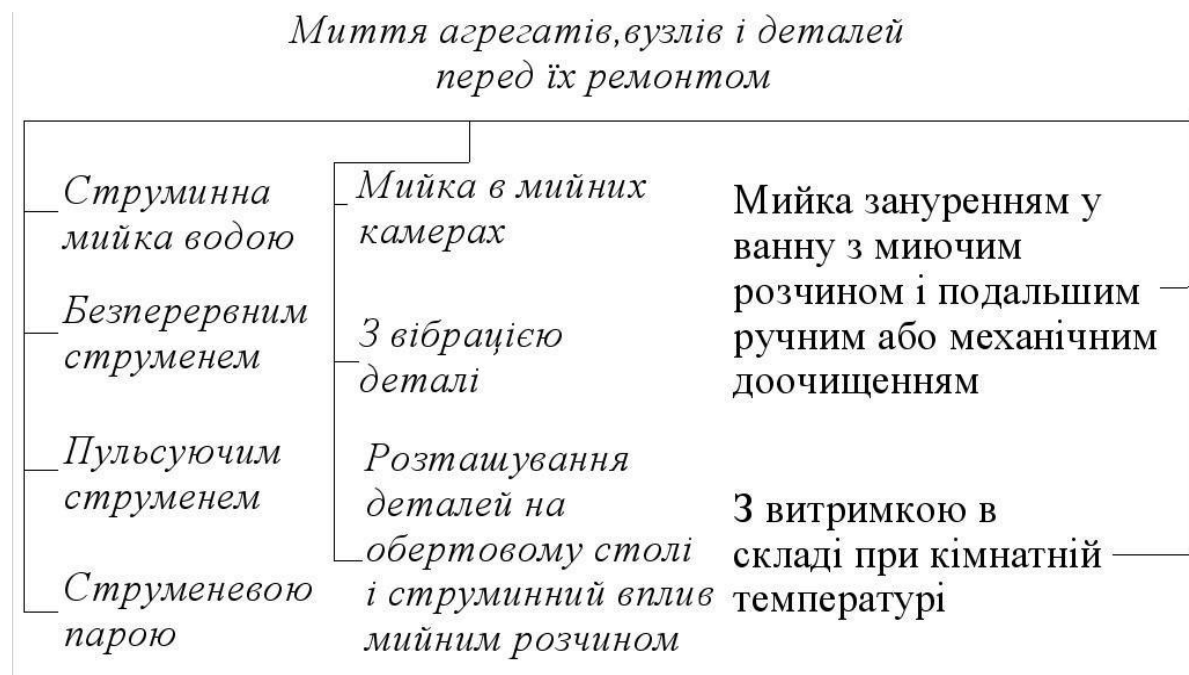 Миття агрегатів,вузлів і деталей
перед їх ремонтом
Струминна
мийка водою
Безперервним
струменем
Пульсуючим
струменем
Струменевою
парою
Мийка в мийних
камерах
З вібрацією
деталі
Розташування
деталей на
обертовому столі
і струминний вплив
мийним розчином
Мийка зануренням у
ванну з миючим
розчином і подальшим
ручним або механічним
доочищенням
З витримкою в
складі при кімнатній
температурі